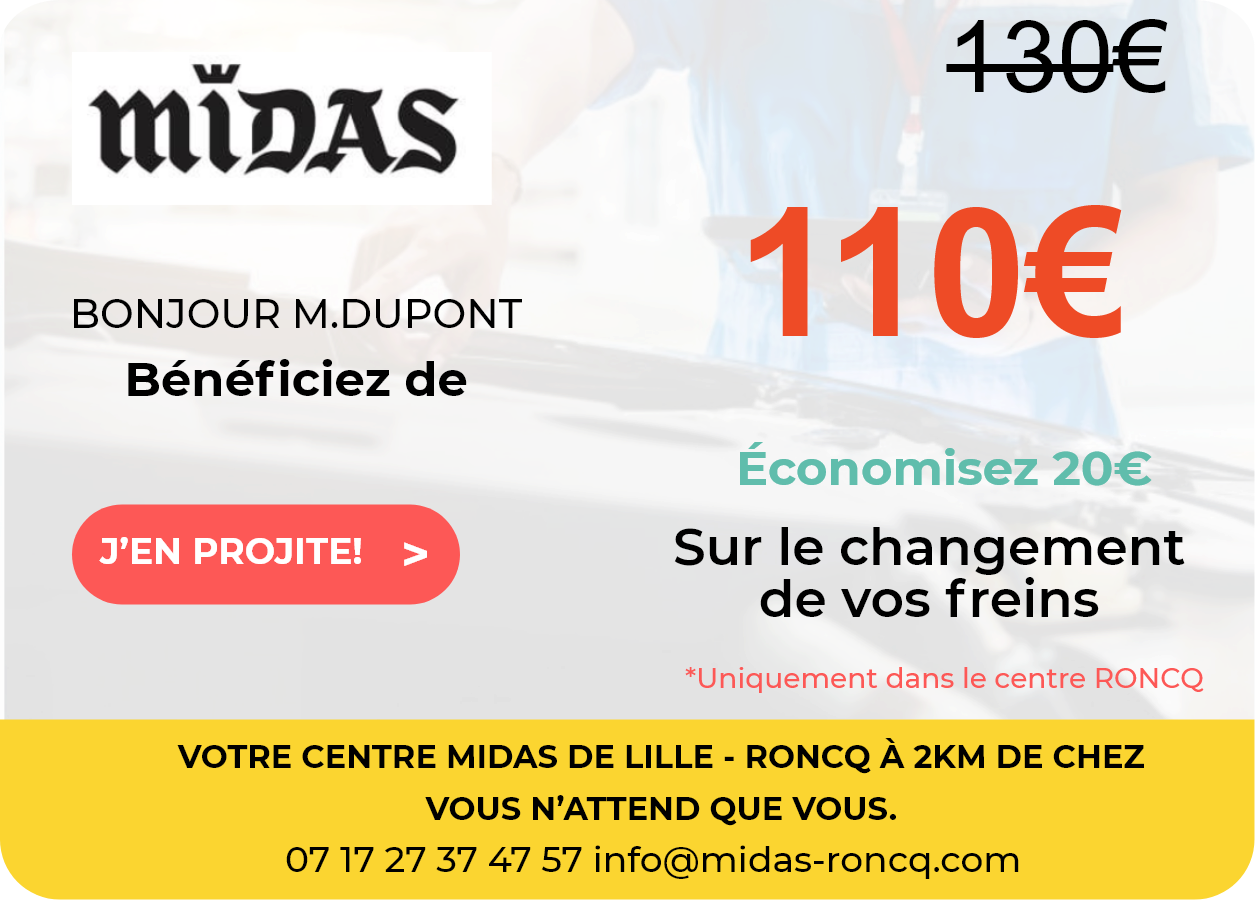 MIDAS
BONJOUR M.DUPONT
Bénéficiez de
J’EN PROJITE! >
130€
110€
Économisez 20€
Sur le changement
de vos freins
*Uniquement dans le centre RONCQ
VOTRE CENTRE MIDAS DE LILLE - RONCQ À 2KM DE CHEZ
VOUS N’ATTEND QUE VOUS.
07 17 27 37 47 57 info@midas-roncq.com